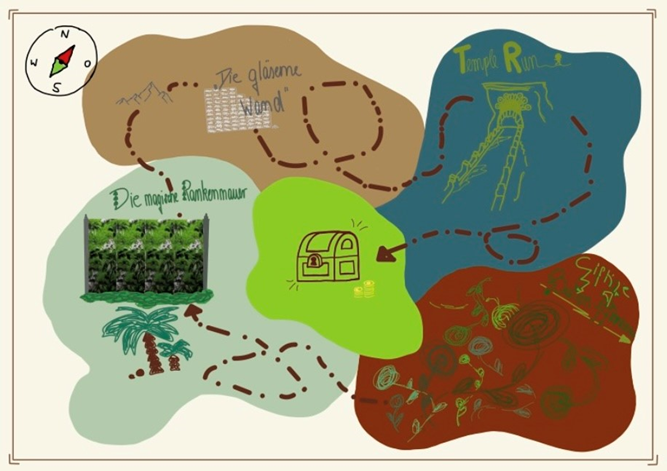 N
W O
S
„Die gläserne
Wand"
Temple Run
Die magische Rankenmauer